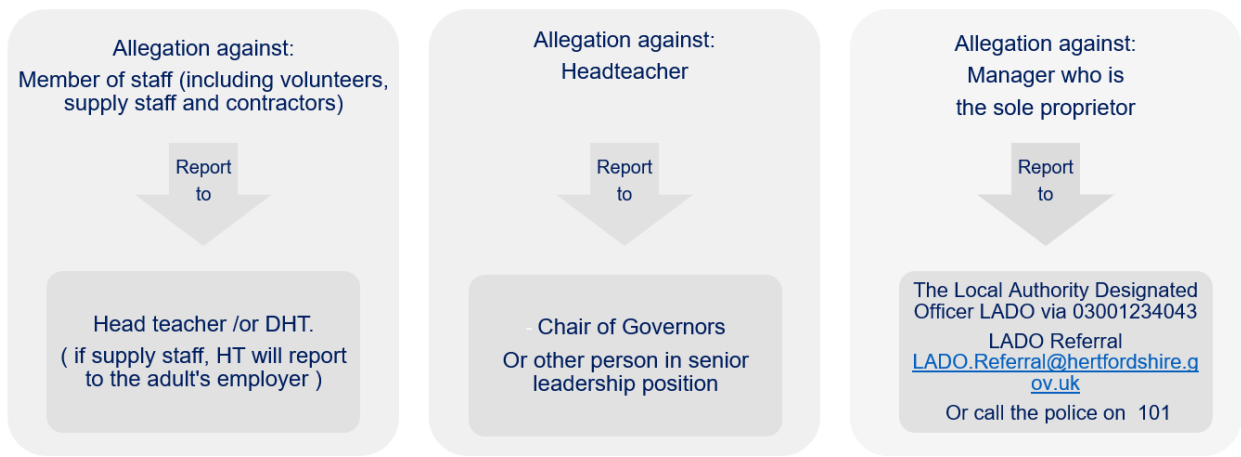 Allegation against:
Member of staff (including volunteers,
supply staff and contractors)
Report
to
Head teacher /or DHT.
( if supply staff, HT will report
to the adult's employer )
Allegation against:
Headteacher
Report
to
- Chair of Governors
Or other person in senior
leadership position
Allegation against:
Manager who is
the sole proprietor
Report
to
The Local Authority Designated
Officer LADO via 03001234043
LADO Referral
LADO.Referral@hertfordshire.g
ov.uk
Or call the police on  101